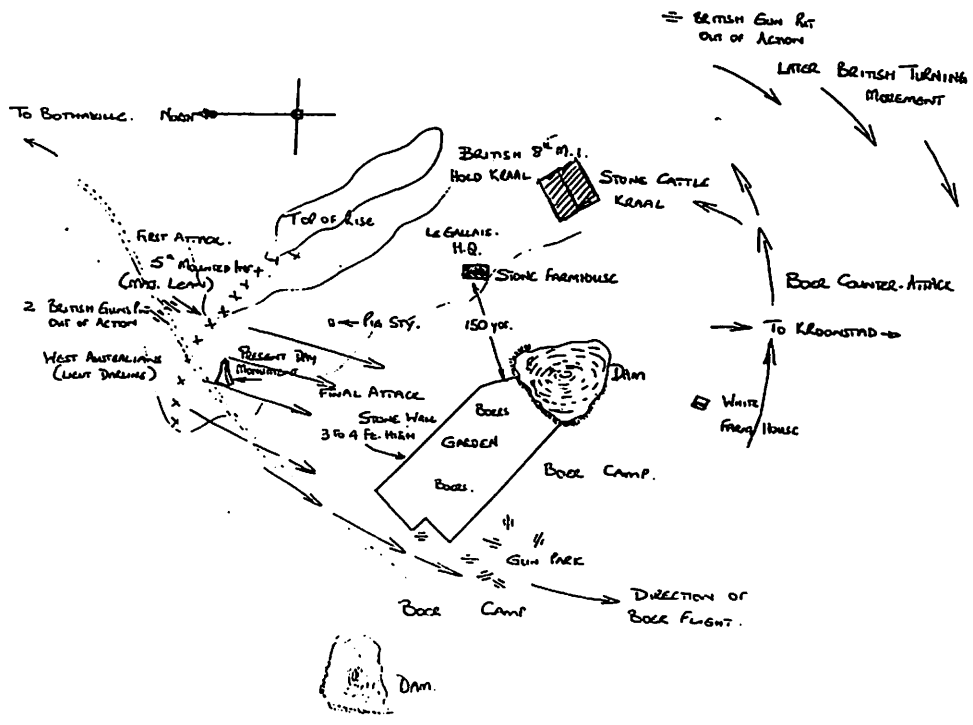 BRITISH GUN PIT
OUT OF ACTION
LATER BRITISH TURNING
MOVEMENT
TO BOTHAVILLE.
NORTH
BRITISH 8th M.I.
HOLD KRAAL
STONE CATTLE
KRAAL
TOP OF RISE
FIRST ATTACK.
5th MOUNTED INF
(MAJ. LEAN)
LE GALLAIS
H.Q.
STONE FARMHOUSE
BOER COUNTER-ATTACK
2 BRITISH GUNS
OUT OF ACTION
PIG STY.
150 yds.
TO KROONSTAD
WEST AUSTRALIANS
(LIEUT DARLING)
PRESENT DAY
MONUMENT
FINAL ATTACK
DAM
WHITE
FARM HOUSE
STONE WALL
3 TO 4 FT. HIGH
BOERS
GARDEN
BOERS.
BOER CAMP.
GUN PARK
BOER CAMP
DIRECTION OF
BOER FLIGHT.
DAM.